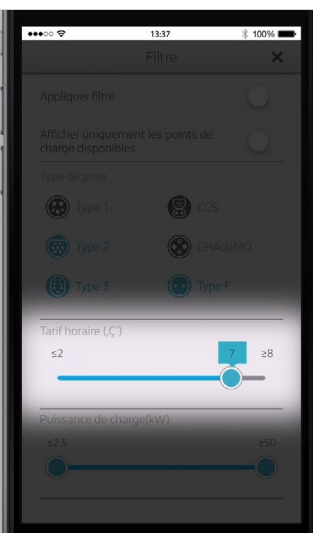 13:37
100%
Filtre
Appliquer filtre
Afficher uniquement les points de
charge disponibles
Type de prise
Type 1
CCS
Type 2
CHAdeMO
Type 3
Type F
Tarif horaire (‚Ç¨)
≤2
7
≥8
Puissance de charge(kW)
≤2.5
≥50